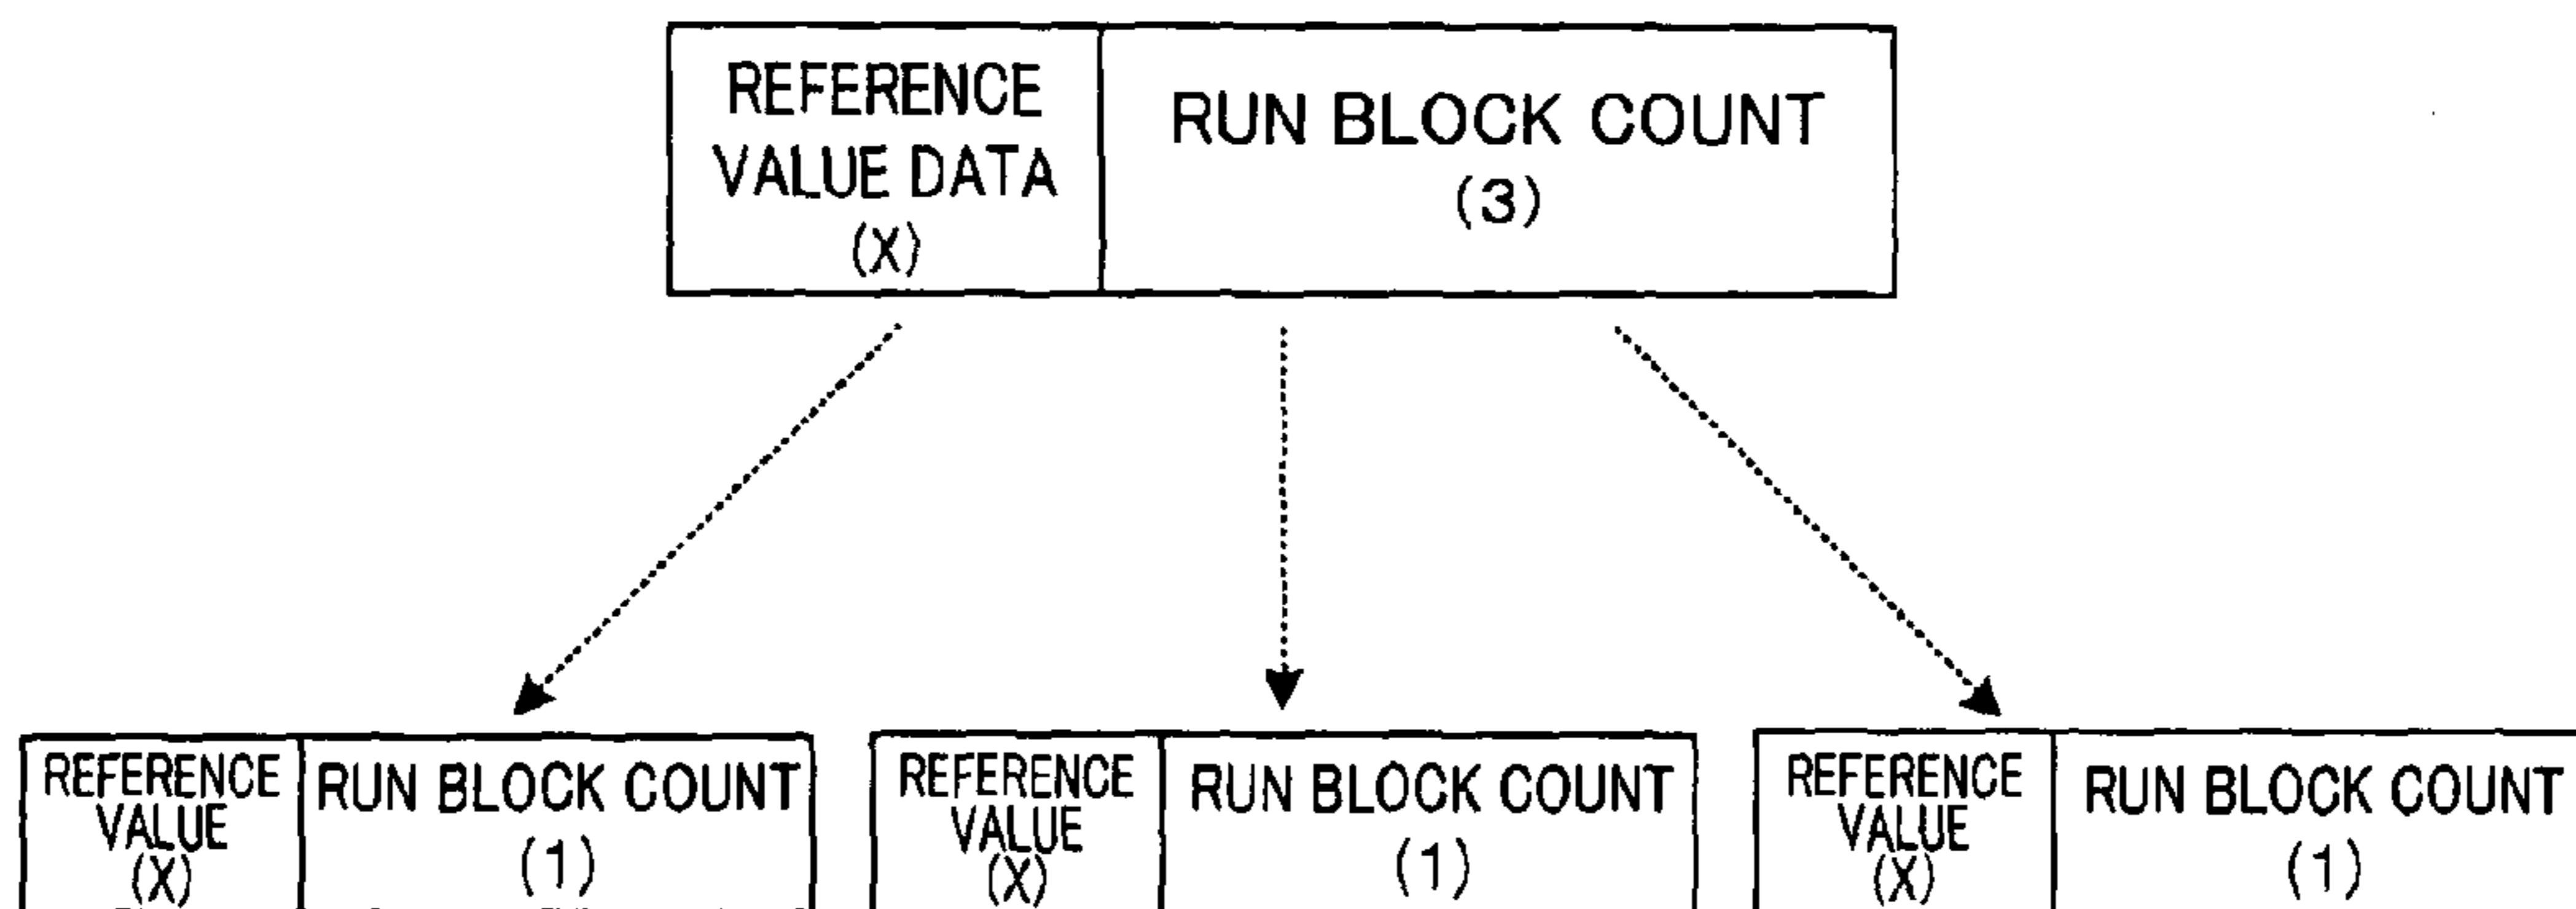 REFERENCE
VALUE DATA
(X)
RUN BLOCK COUNT
(3)
REFERENCE
VALUE
(X)
RUN BLOCK COUNT
(1)
REFERENCE
VALUE
(X)
RUN BLOCK COUNT
(1)
REFERENCE
VALUE
(X)
RUN BLOCK COUNT
(1)